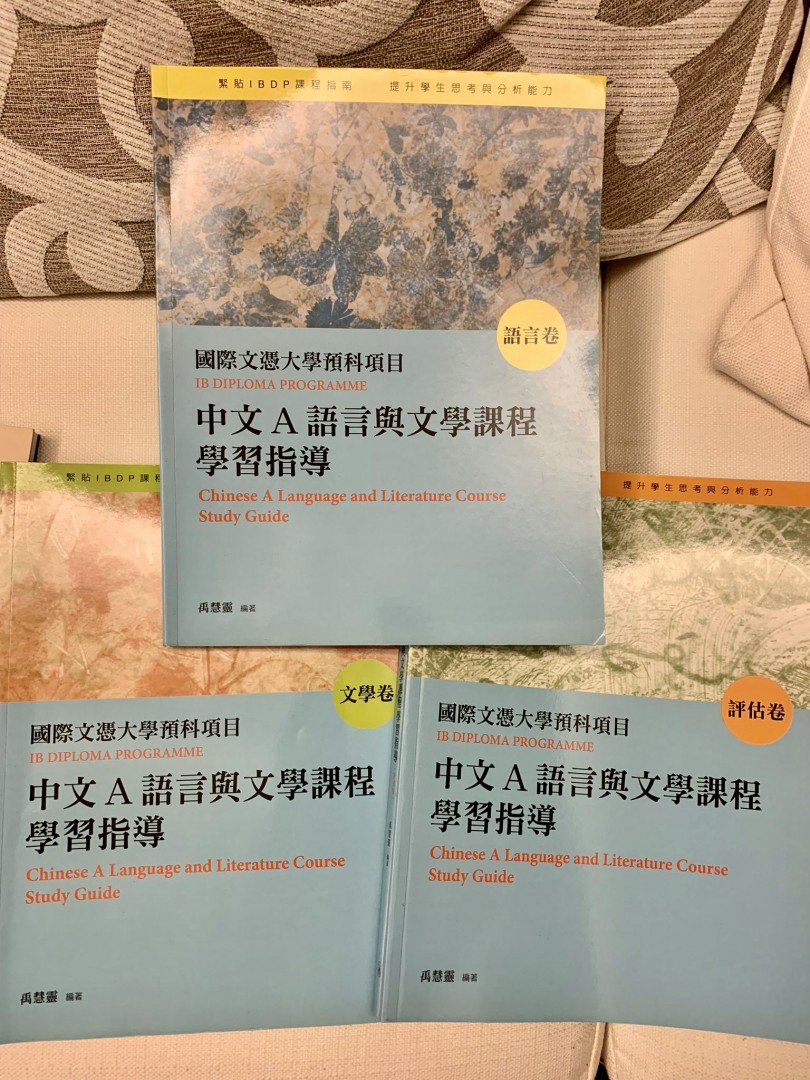 緊貼IBDP課程指南 提升學生思考與分析能力
語言卷
國際文憑大學預科項目
IB DIPLOMA PROGRAMME
中文 A 語言與文學課程
學習指導
Chinese A Language and Literature Course
Study Guide
禹慧靈 編著
緊貼IBDP課
文學卷
國際文憑大學預科項目
IB DIPLOMA PROGRAMME
中文 A 語言與文學課程
學習指導
Chinese A Language and Literature Course
Study Guide
禹慧靈 編著
提升學生思考與分析能力
評估卷
國際文憑大學預科項目
IB DIPLOMA PROGRAMME
中文 A 語言與文學課程
學習指導
Chinese A Language and Literature Course
Study Guide
禹慧靈 編著